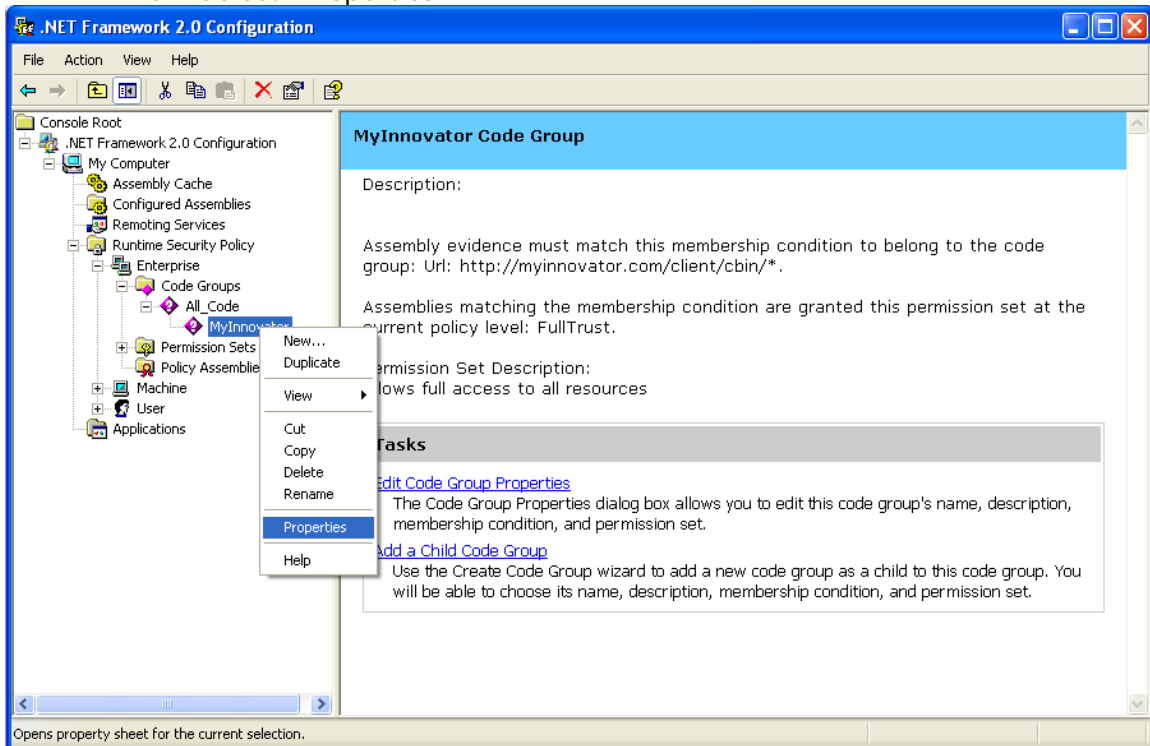 .NET Framework 2.0 Configuration
File Action View Help
Console Root
.NET Framework 2.0 Configuration
My Computer
Assembly Cache
Configured Assemblies
Remoting Services
Runtime Security Policy
Enterprise
Code Groups
All_Code
MyInnovator
Permission Sets
Policy Assemblie
Machine
User
Applications
New...
Duplicate
View
Cut
Copy
Delete
Rename
Properties
Help
MyInnovator Code Group
Description:
Assembly evidence must match this membership condition to belong to the code
group: Url: http://myinnovator.com/client/cbin/*.
Assemblies matching the membership condition are granted this permission set at the
current policy level: FullTrust.
ermission Set Description:
lows full access to all resources
Tasks
Edit Code Group Properties
The Code Group Properties dialog box allows you to edit this code group's name, description,
membership condition, and permission set.
Add a Child Code Group
Use the Create Code Group wizard to add a new code group as a child to this code group. You
will be able to choose its name, description, membership condition, and permission set.
Opens property sheet for the current selection.